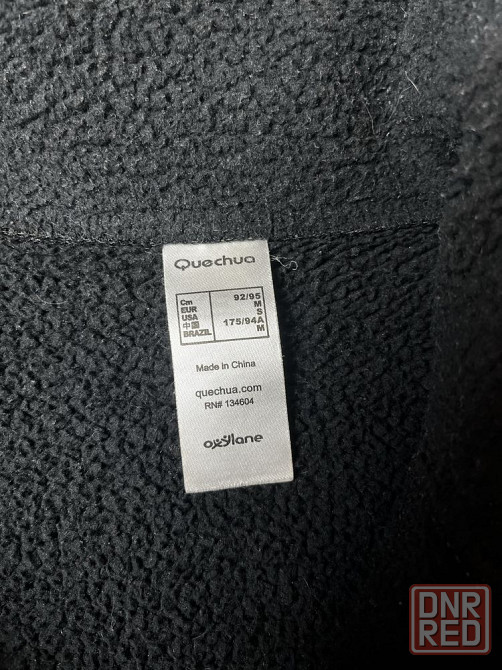 Quechua
Cm 92/95
EUR M
USA S
中国 175/94A
BRAZIL M
Made in China
quechua.com
RN# 134604
oxylane
DNR
RED